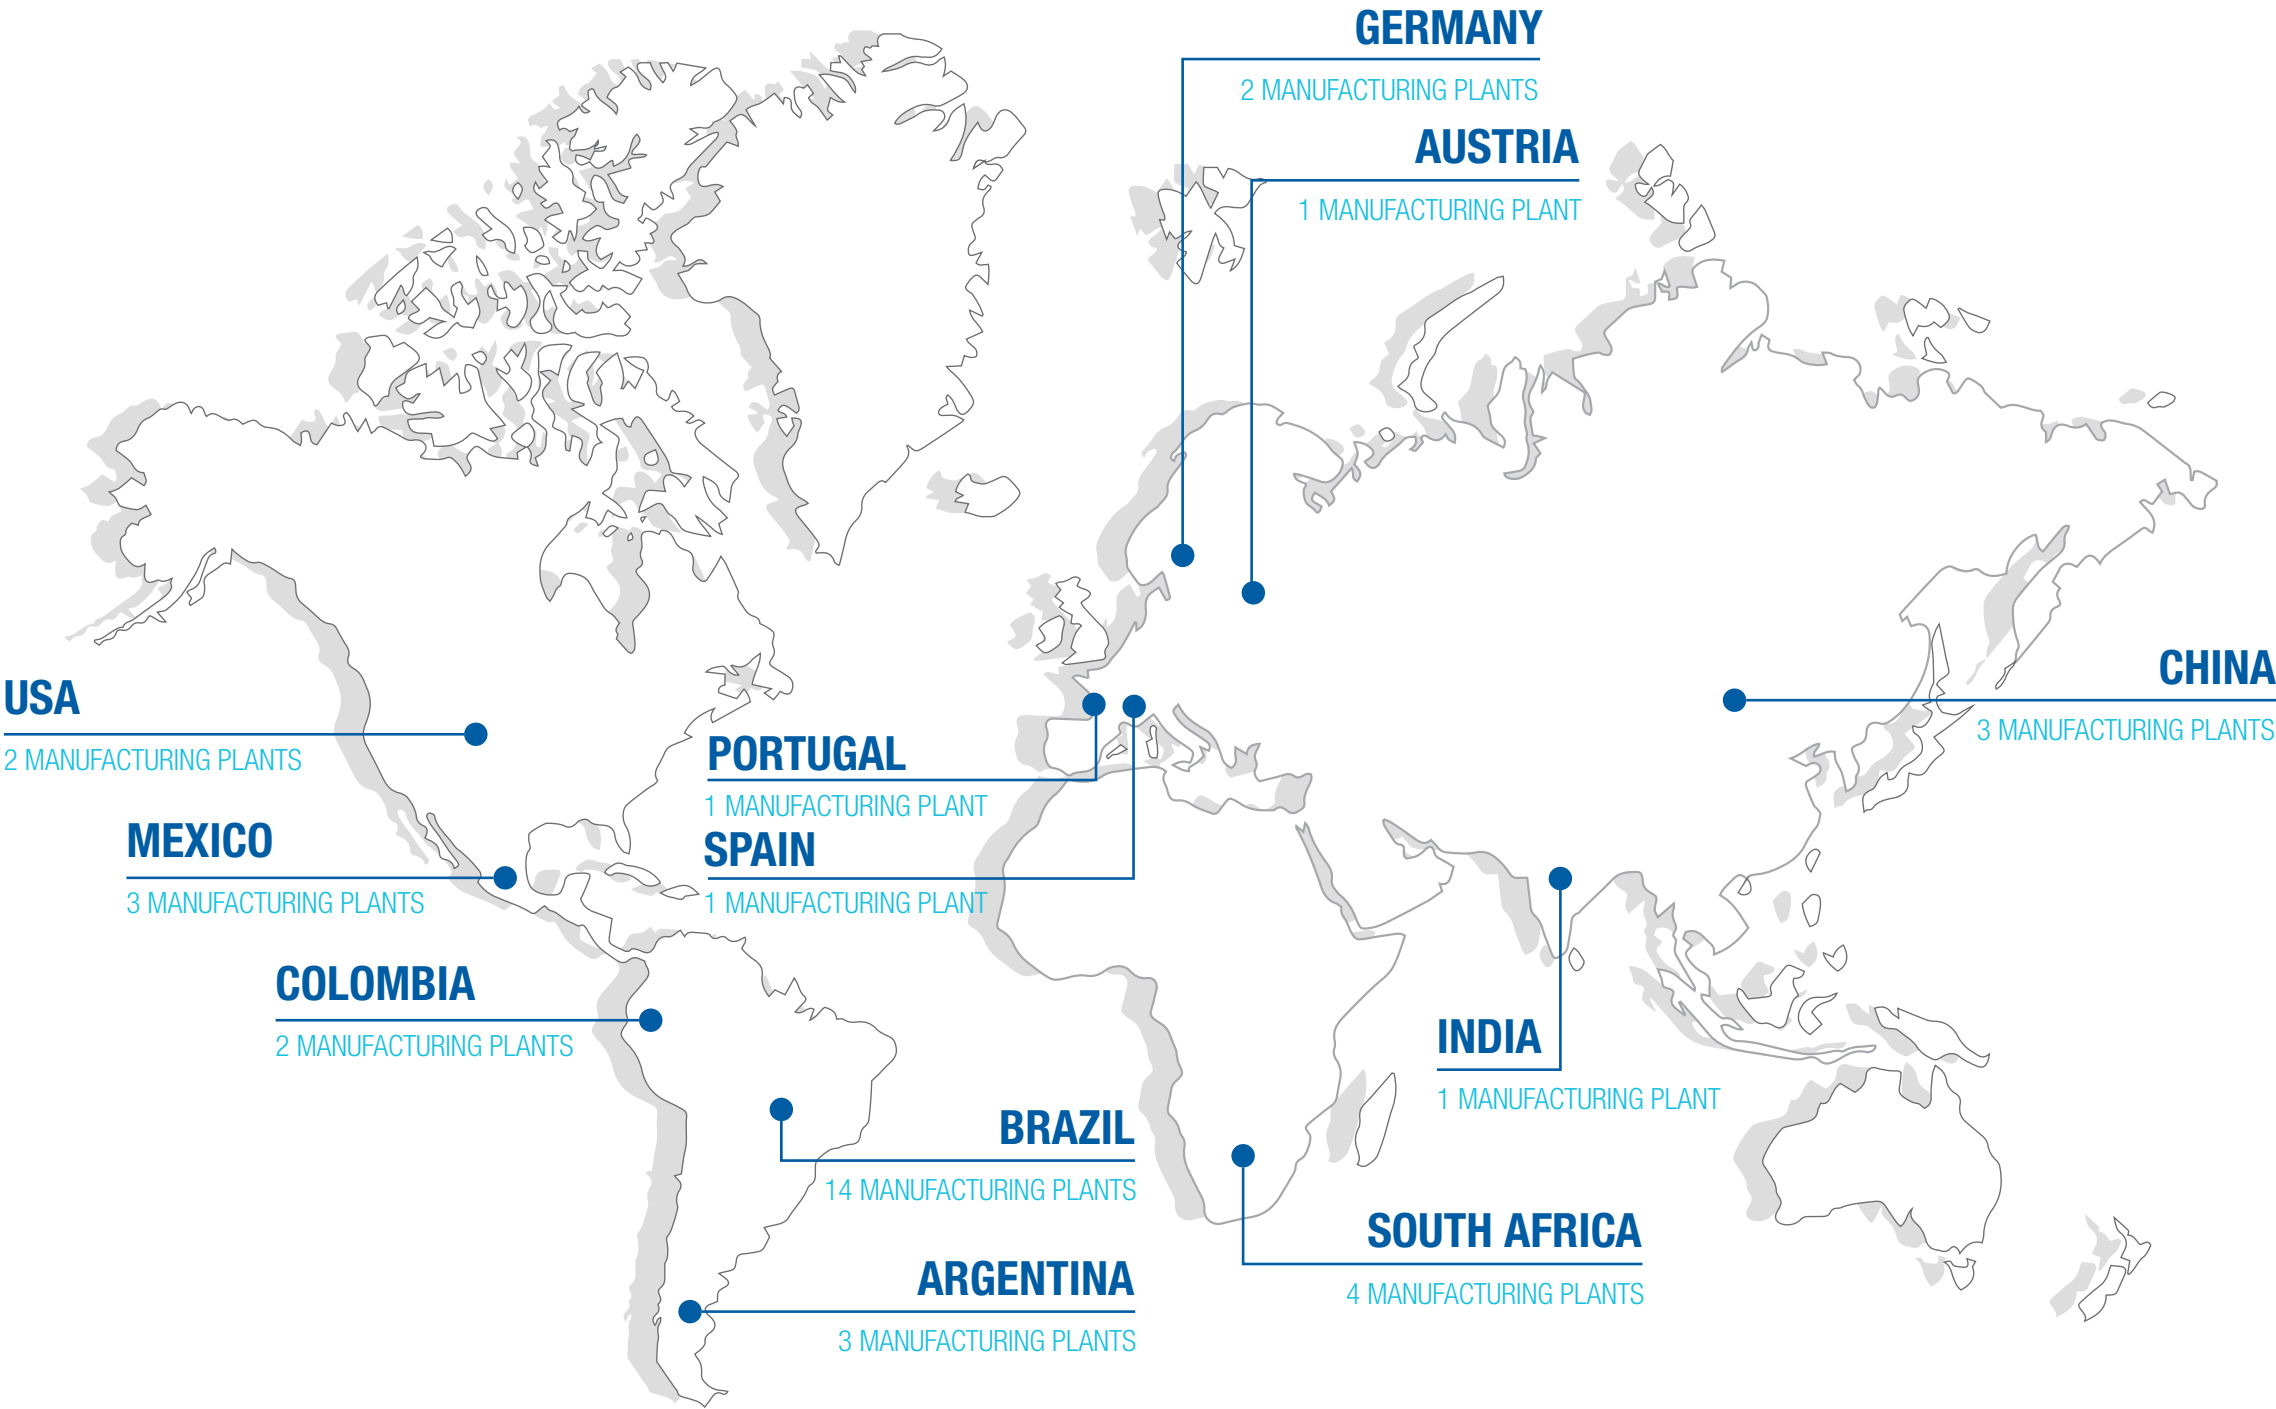 GERMANY
2 MANUFACTURING PLANTS
AUSTRIA
1 MANUFACTURING PLANT
USA
2 MANUFACTURING PLANTS
CHINA
3 MANUFACTURING PLANTS
PORTUGAL
1 MANUFACTURING PLANT
MEXICO
3 MANUFACTURING PLANTS
SPAIN
1 MANUFACTURING PLANT
COLOMBIA
2 MANUFACTURING PLANTS
INDIA
1 MANUFACTURING PLANT
BRAZIL
14 MANUFACTURING PLANTS
SOUTH AFRICA
4 MANUFACTURING PLANTS
ARGENTINA
3 MANUFACTURING PLANTS